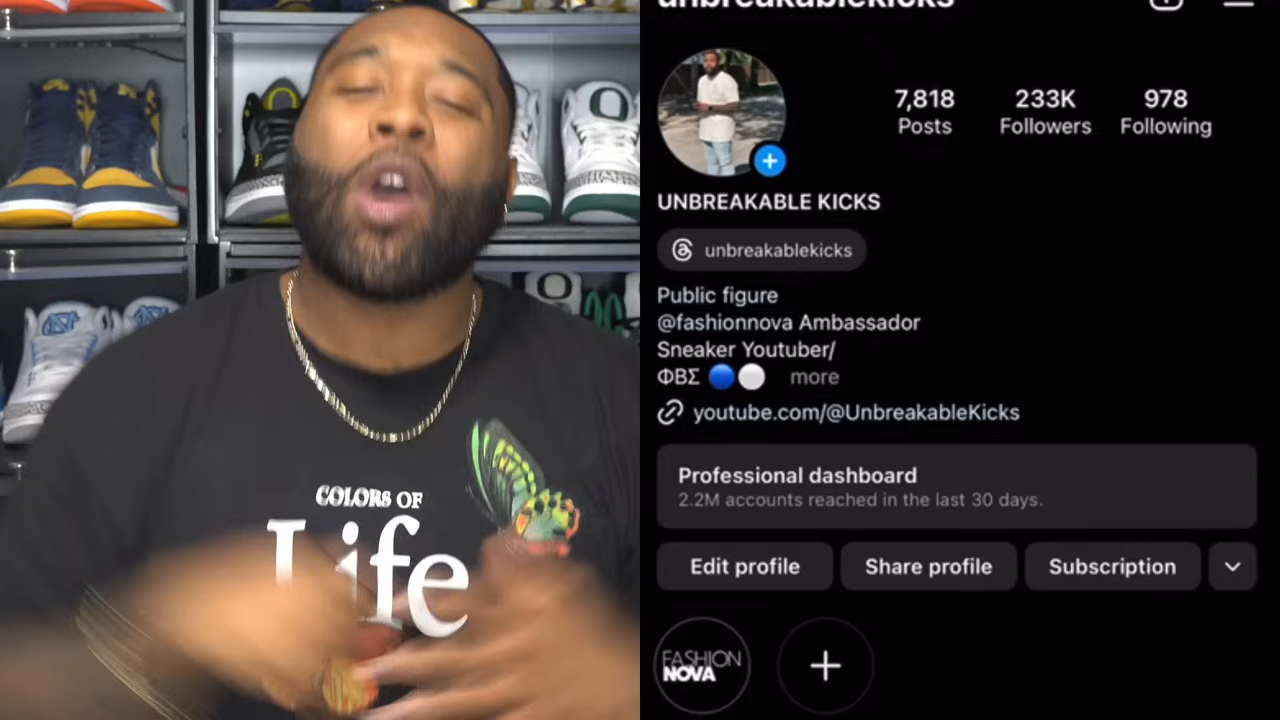 COLORS OF
Life
O
O
unbreakablekicks
7,818
Posts
233K
Followers
978
Following
UNBREAKABLE KICKS
unbreakablekicks
Public figure
@fashionnova Ambassador
Sneaker Youtuber/
ΦΒΣ 🔵⚪ more
youtube.com/@UnbreakableKicks
Professional dashboard
2.2M accounts reached in the last 30 days.
Edit profile
Share profile
Subscription
FASHION
NOVA